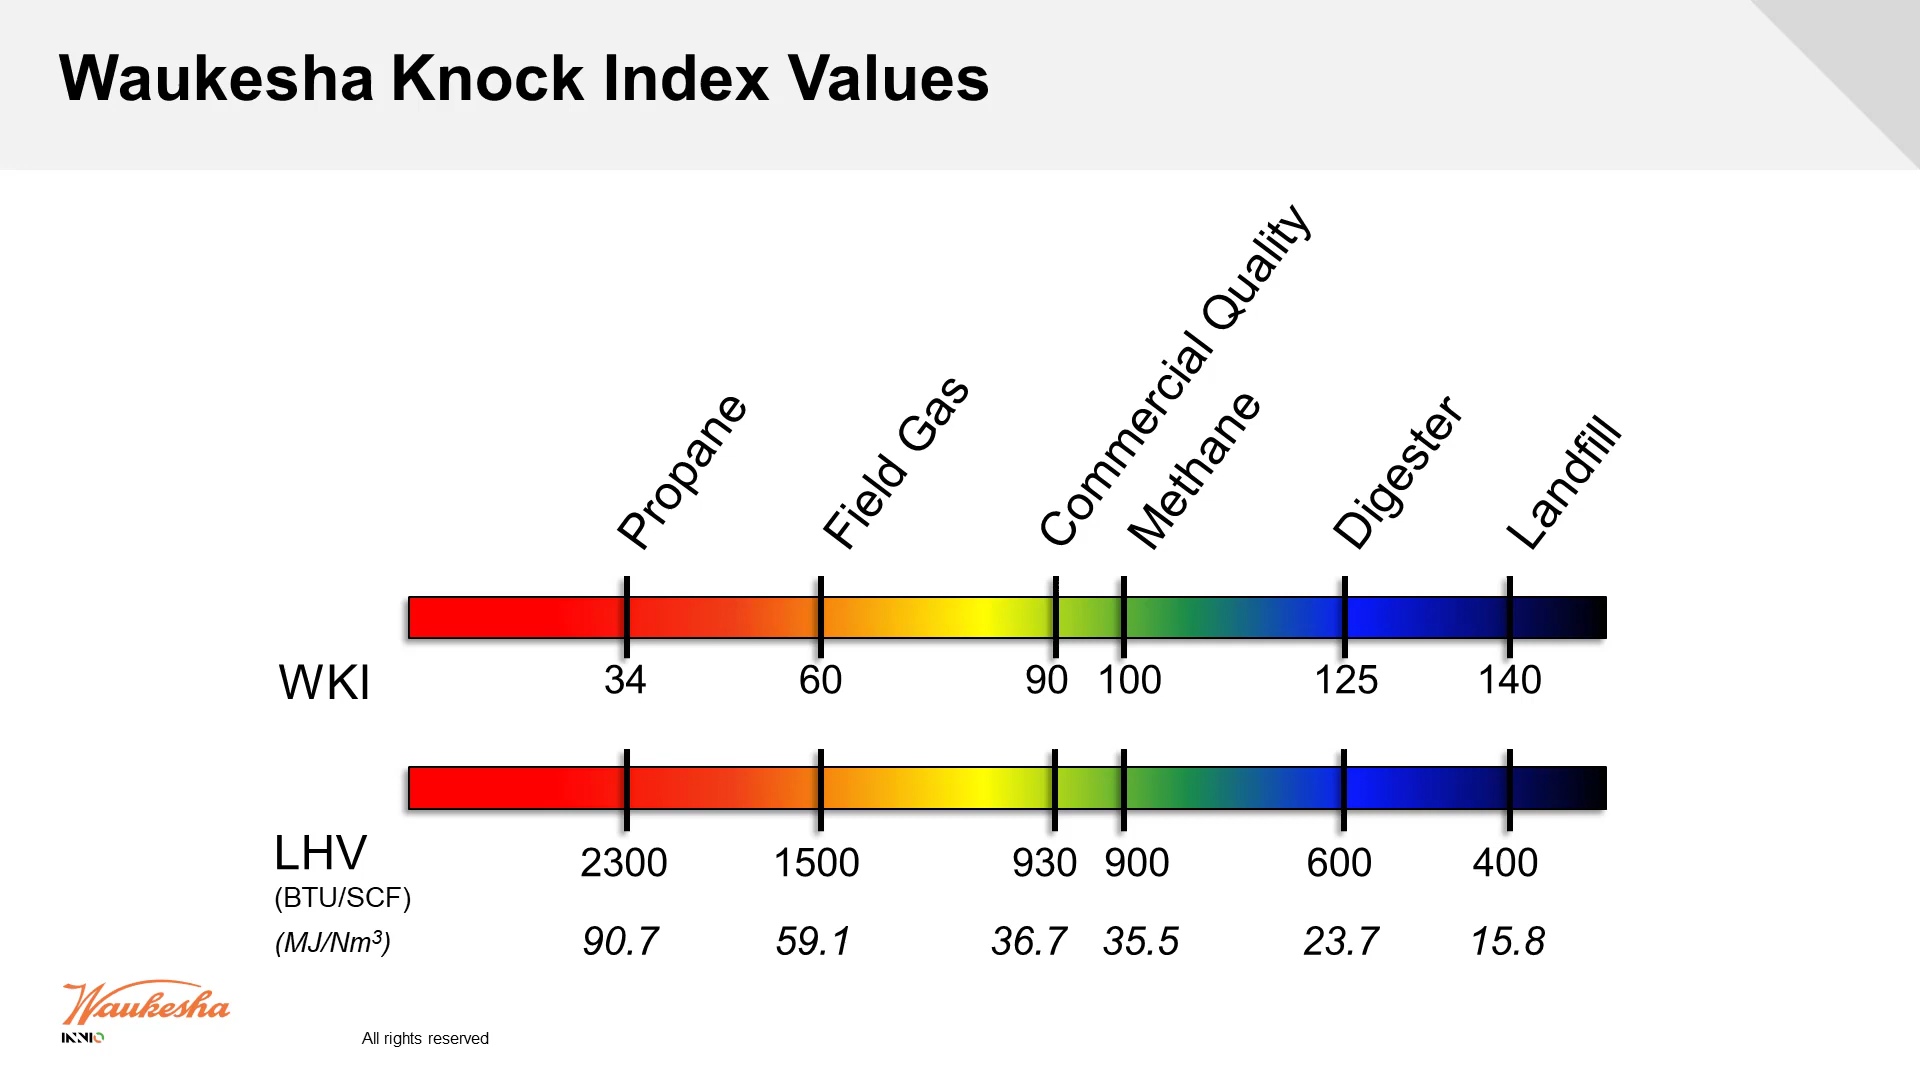 Waukesha Knock Index Values
Propane
Field Gas
Commercial Quality
Methane
Digester
Landfill
WKI 34 60 90 100 125 140
LHV 2300 1500 930 900 600 400
(BTU/SCF)
(MJ/Nm³) 90.7 59.1 36.7 35.5 23.7 15.8
Waukesha
INNIO All rights reserved